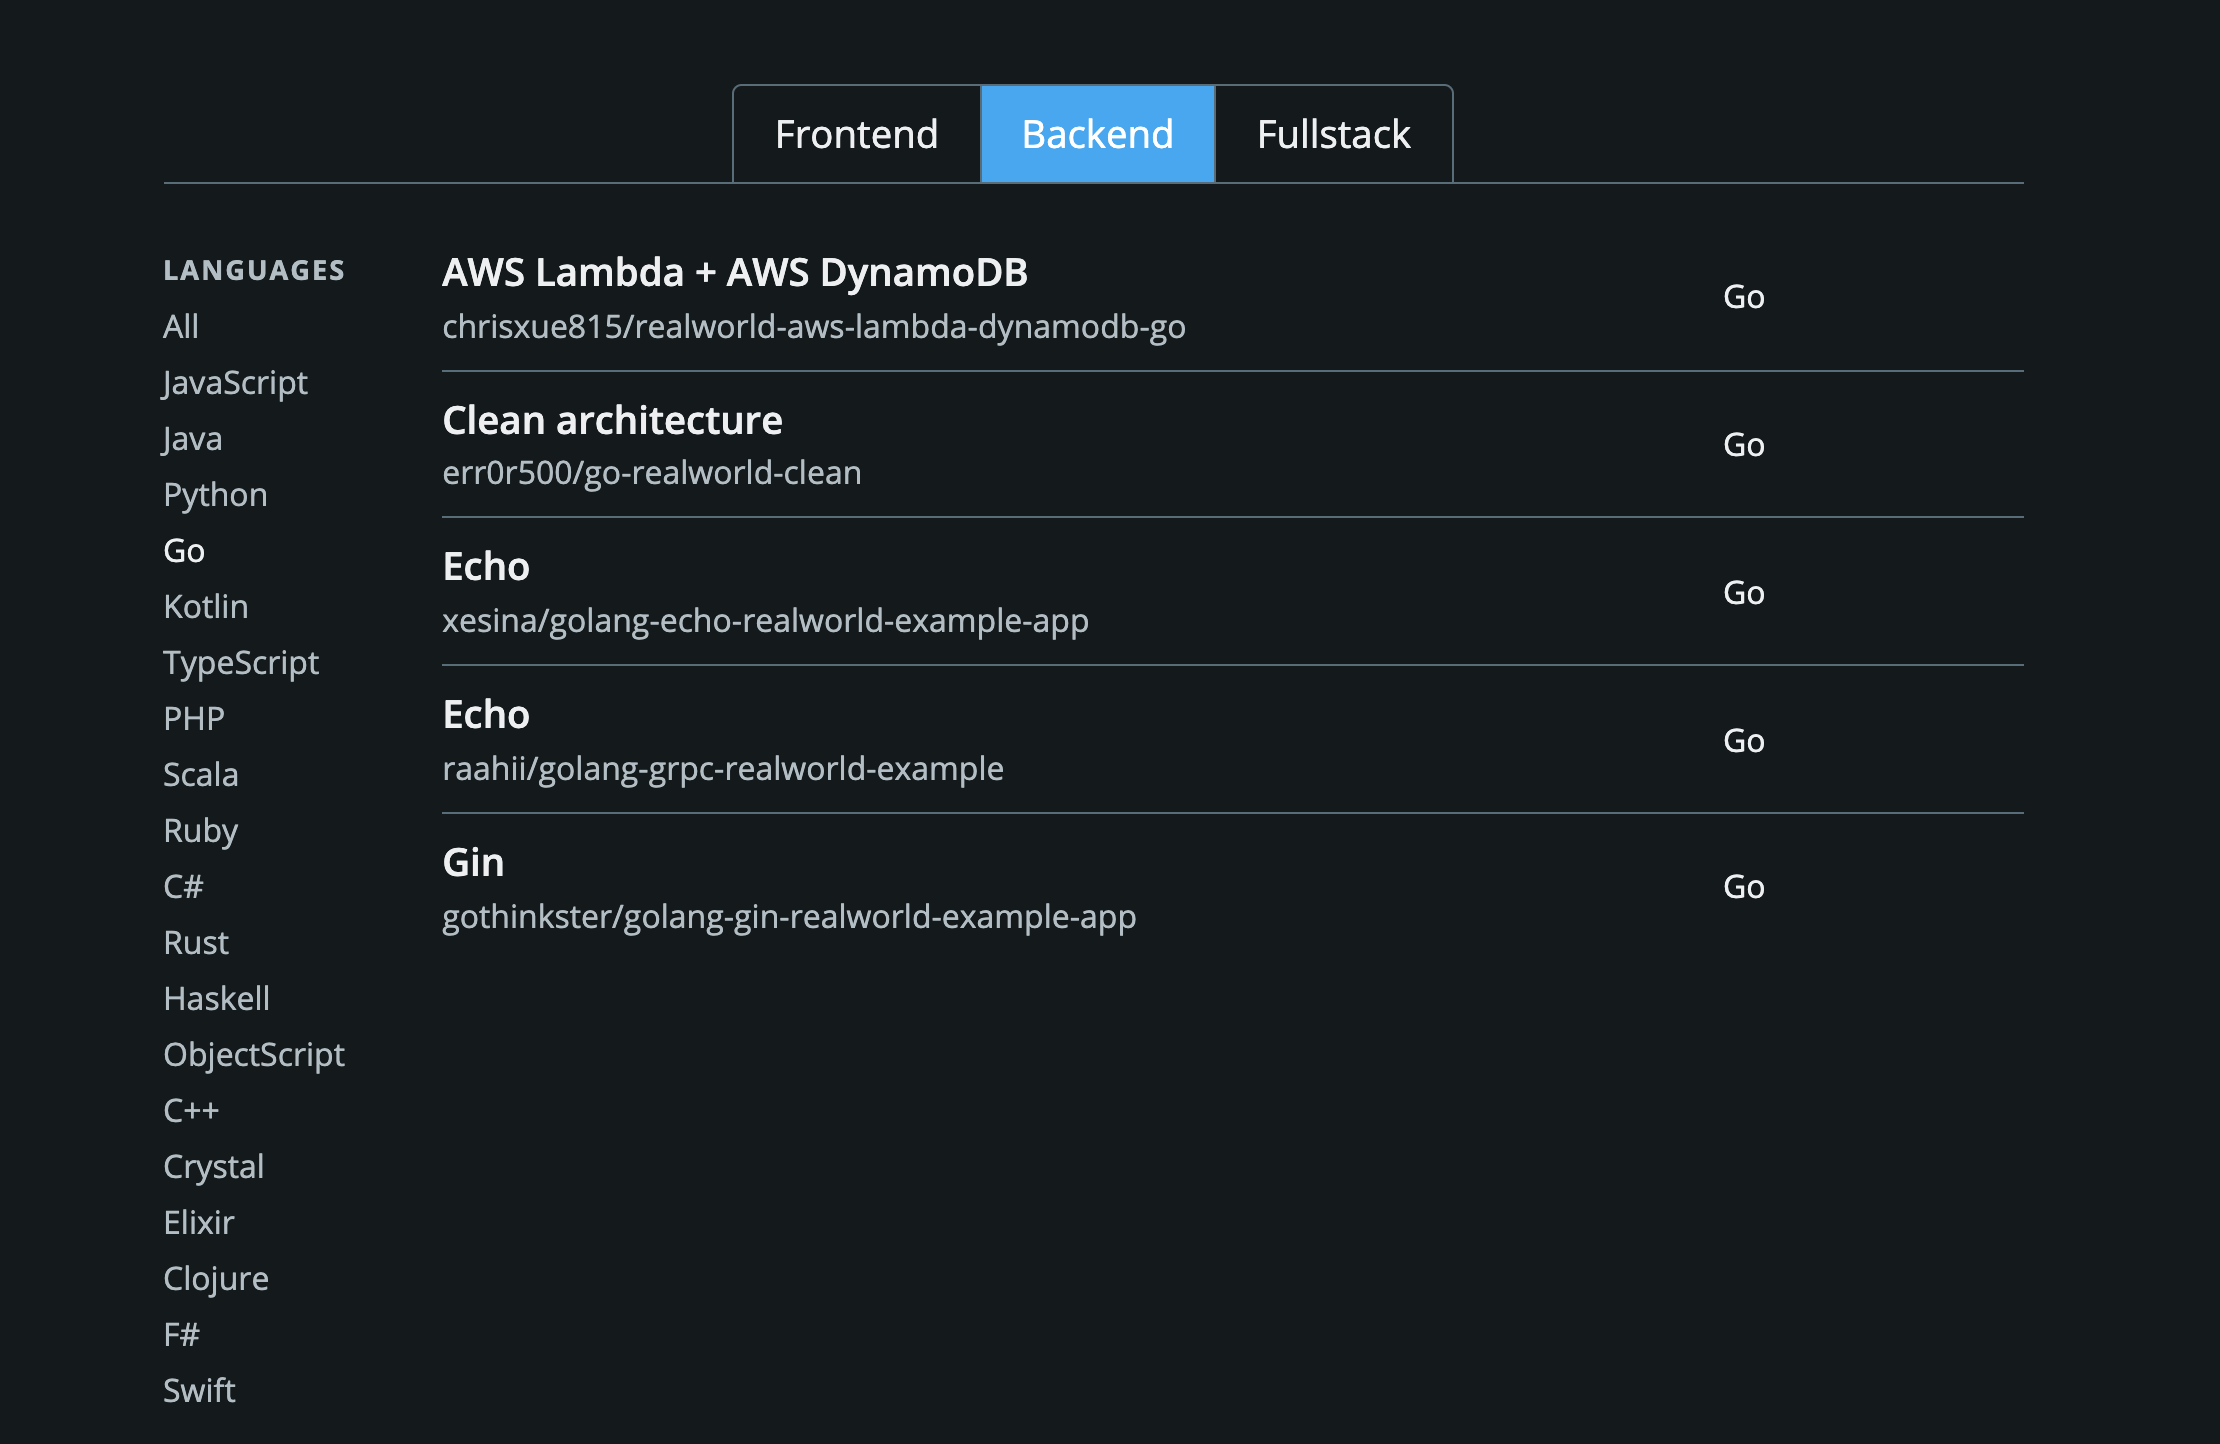 Frontend
Backend
Fullstack
LANGUAGES
All
JavaScript
Java
Python
Go
Kotlin
TypeScript
PHP
Scala
Ruby
C#
Rust
Haskell
ObjectScript
C++
Crystal
Elixir
Clojure
F#
Swift
AWS Lambda + AWS DynamoDB
chrisxue815/realworld-aws-lambda-dynamodb-go
Go
Clean architecture
err0r500/go-realworld-clean
Go
Echo
xesina/golang-echo-realworld-example-app
Go
Echo
raahii/golang-grpc-realworld-example
Go
Gin
gothinkster/golang-gin-realworld-example-app
Go